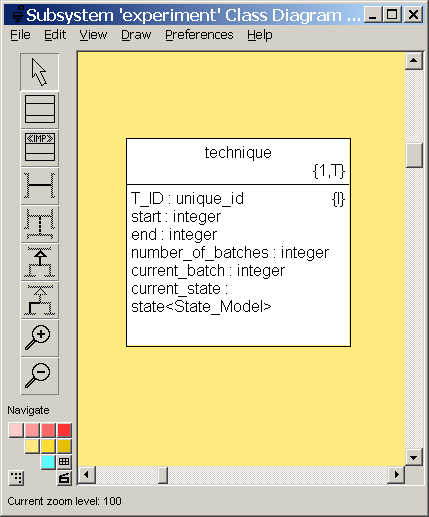 Subsystem 'experiment' Class Diagram ...
File Edit View Draw Preferences Help
<<IMP>>
technique
{1,T}
T_ID : unique_id {I}
start : integer
end : integer
number_of_batches : integer
current_batch : integer
current_state :
state<State_Model>
Navigate
Current zoom level: 100